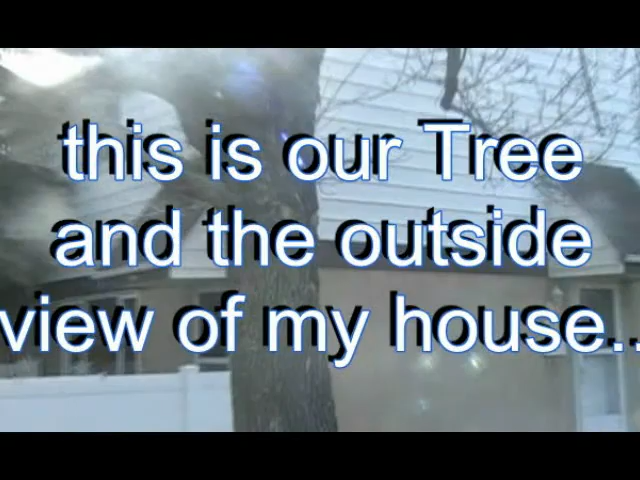 this is our Tree
and the outside
view of my house..